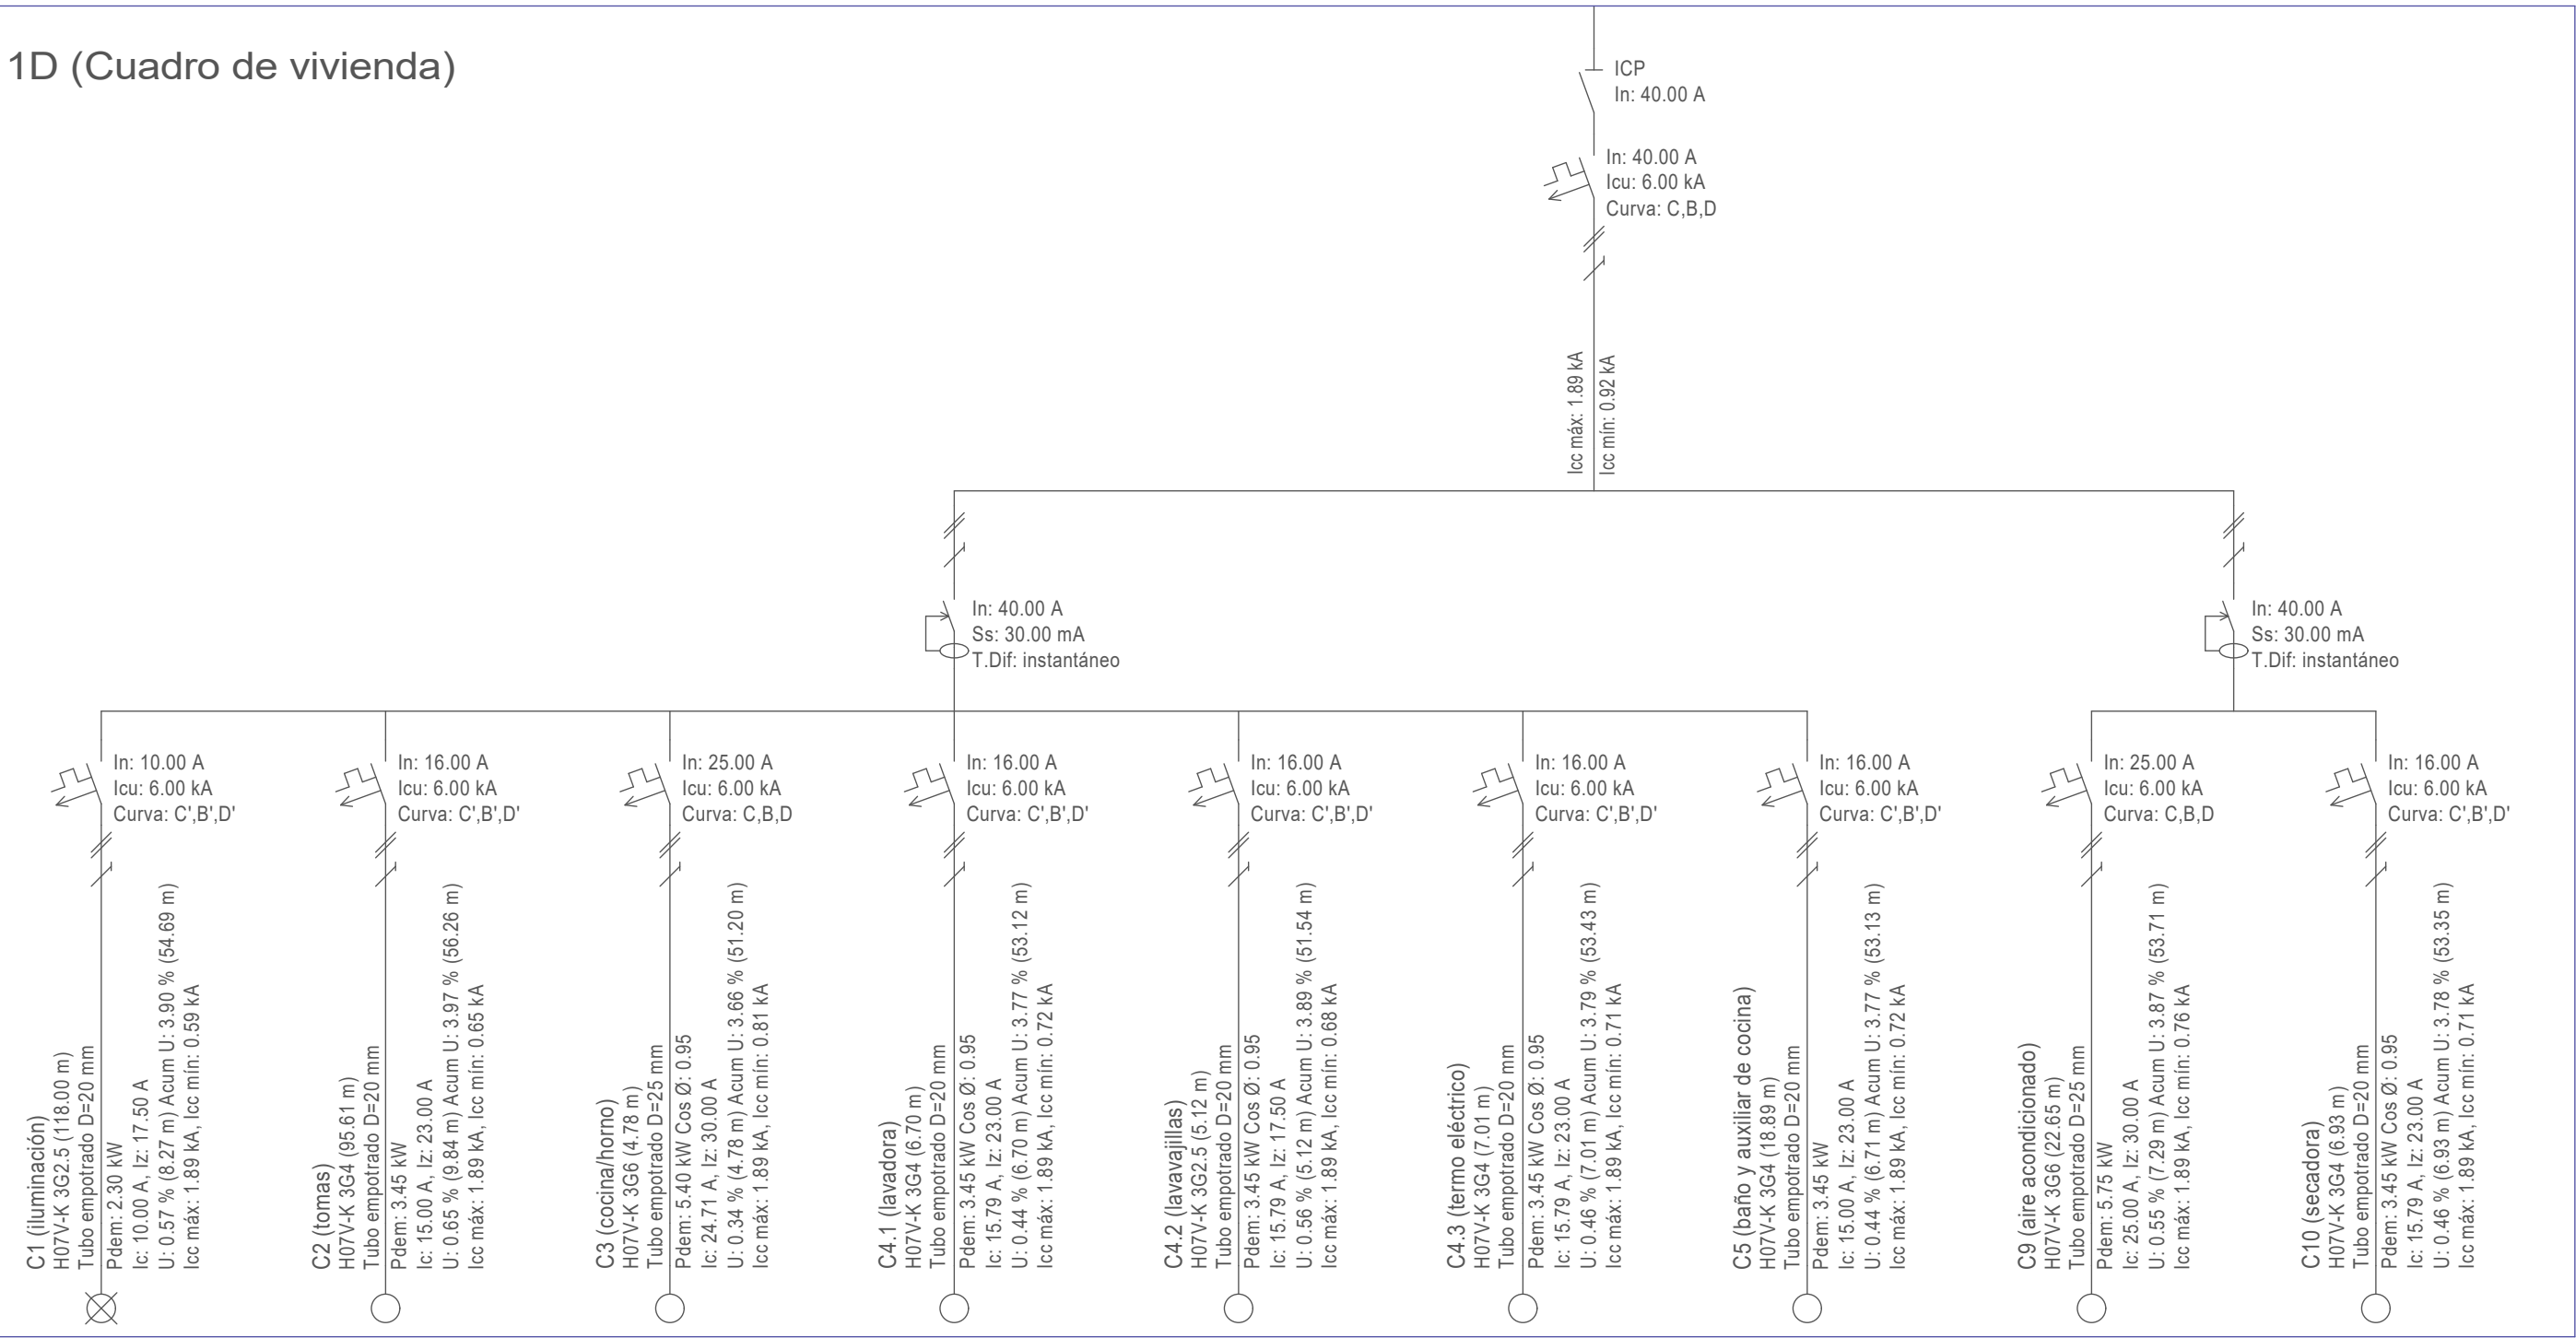 1D (Cuadro de vivienda)
ICP
In: 40.00 A
In: 40.00 A
Icu: 6.00 kA
Curva: C,B,D
Icc máx: 1.89 kA
Icc mín: 0.92 kA
In: 40.00 A
Ss: 30.00 mA
T.Dif: instantáneo
In: 40.00 A
Ss: 30.00 mA
T.Dif: instantáneo
In: 10.00 A
Icu: 6.00 kA
Curva: C',B',D'
C1 (iluminación)
H07V-K 3G2.5 (118.00 m)
Tubo empotrado D=20 mm
Pdem: 2.30 kW
Ic: 10.00 A, Iz: 17.50 A
U: 0.57 % (8.27 m) Acum U: 3.90 % (54.69 m)
Icc máx: 1.89 kA, Icc mín: 0.59 kA
In: 16.00 A
Icu: 6.00 kA
Curva: C',B',D'
C2 (tomas)
H07V-K 3G4 (95.61 m)
Tubo empotrado D=20 mm
Pdem: 3.45 kW
Ic: 15.00 A, Iz: 23.00 A
U: 0.65 % (9.84 m) Acum U: 3.97 % (56.26 m)
Icc máx: 1.89 kA, Icc mín: 0.65 kA
In: 25.00 A
Icu: 6.00 kA
Curva: C,B,D
C3 (cocina/horno)
H07V-K 3G6 (4.78 m)
Tubo empotrado D=25 mm
Pdem: 5.40 kW Cos Ø: 0.95
Ic: 24.71 A, Iz: 30.00 A
U: 0.34 % (4.78 m) Acum U: 3.66 % (51.20 m)
Icc máx: 1.89 kA, Icc mín: 0.81 kA
In: 16.00 A
Icu: 6.00 kA
Curva: C',B',D'
C4.1 (lavadora)
H07V-K 3G4 (6.70 m)
Tubo empotrado D=20 mm
Pdem: 3.45 kW Cos Ø: 0.95
Ic: 15.79 A, Iz: 23.00 A
U: 0.44 % (6.70 m) Acum U: 3.77 % (53.12 m)
Icc máx: 1.89 kA, Icc mín: 0.72 kA
In: 16.00 A
Icu: 6.00 kA
Curva: C',B',D'
C4.2 (lavavajillas)
H07V-K 3G2.5 (5.12 m)
Tubo empotrado D=20 mm
Pdem: 3.45 kW Cos Ø: 0.95
Ic: 15.79 A, Iz: 17.50 A
U: 0.56 % (5.12 m) Acum U: 3.89 % (51.54 m)
Icc máx: 1.89 kA, Icc mín: 0.68 kA
In: 16.00 A
Icu: 6.00 kA
Curva: C',B',D'
C4.3 (termo eléctrico)
H07V-K 3G4 (7.01 m)
Tubo empotrado D=20 mm
Pdem: 3.45 kW Cos Ø: 0.95
Ic: 15.79 A, Iz: 23.00 A
U: 0.46 % (7.01 m) Acum U: 3.79 % (53.43 m)
Icc máx: 1.89 kA, Icc mín: 0.71 kA
In: 16.00 A
Icu: 6.00 kA
Curva: C',B',D'
C5 (baño y auxiliar de cocina)
H07V-K 3G4 (18.89 m)
Tubo empotrado D=20 mm
Pdem: 3.45 kW
Ic: 15.00 A, Iz: 23.00 A
U: 0.44 % (6.71 m) Acum U: 3.77 % (53.13 m)
Icc máx: 1.89 kA, Icc mín: 0.72 kA
In: 25.00 A
Icu: 6.00 kA
Curva: C,B,D
C9 (aire acondicionado)
H07V-K 3G6 (22.65 m)
Tubo empotrado D=25 mm
Pdem: 5.75 kW
Ic: 25.00 A, Iz: 30.00 A
U: 0.55 % (7.29 m) Acum U: 3.87 % (53.71 m)
Icc máx: 1.89 kA, Icc mín: 0.76 kA
In: 16.00 A
Icu: 6.00 kA
Curva: C',B',D'
C10 (secadora)
H07V-K 3G4 (6.93 m)
Tubo empotrado D=20 mm
Pdem: 3.45 kW Cos Ø: 0.95
Ic: 15.79 A, Iz: 23.00 A
U: 0.46 % (6.93 m) Acum U: 3.78 % (53.35 m)
Icc máx: 1.89 kA, Icc mín: 0.71 kA